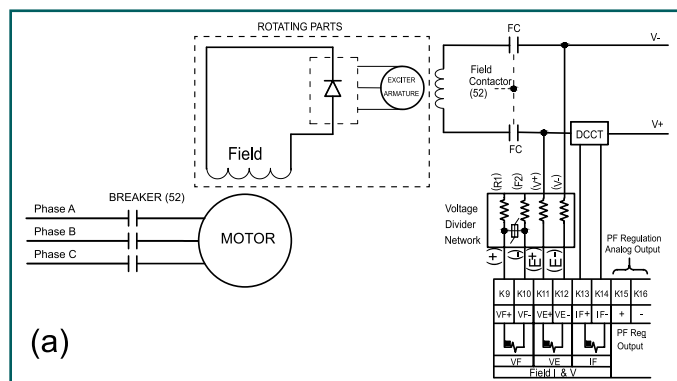 ROTATING PARTS
FC
V-
EXCITER
ARMATURE
Field
Contactor
(52)
Field
FC
DCCT
V+
BREAKER (52)
Phase A
Phase B
Phase C
MOTOR
Voltage
Divider
Network
(R1)
(F2)
(V+)
(V-)
(+)
(-)
(E+)
(E-)
PF Regulation
Analog Output
K9 K10 K11 K12 K13 K14 K15 K16
VF+ VF- VE+ VE- IF+ IF- + -
PF Reg
Output
VF VE IF
Field I & V
(a)